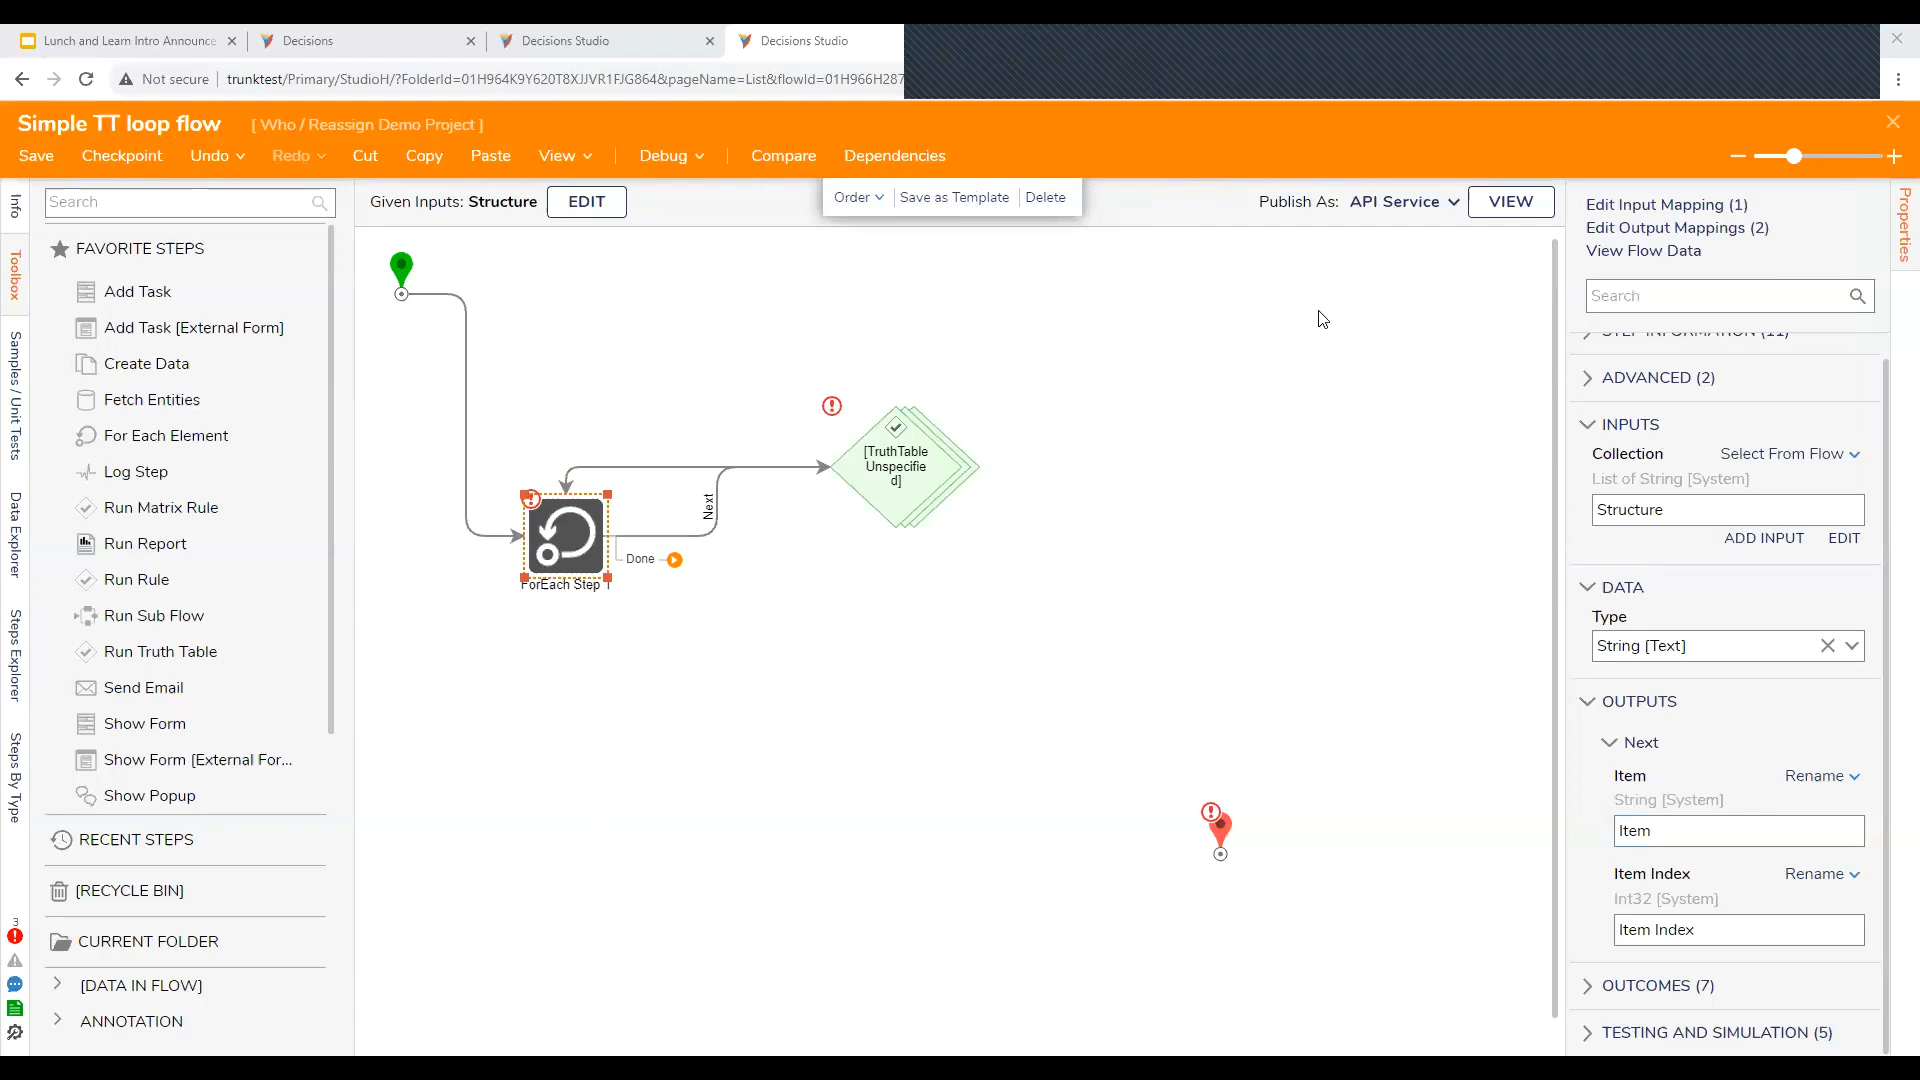 Lunch and Learn Intro Announce
Decisions
Decisions Studio
Decisions Studio
Not secure
trunktest/Primary/StudioH/?FolderId=01H964K9Y620T8XJJVR1FJG864&pageName=List&flowId=01H966H287
Simple TT loop flow
[ Who / Reassign Demo Project ]
Save
Checkpoint
Undo
Redo
Cut
Copy
Paste
View
Debug
Compare
Dependencies
Info
Toolbox
Samples / Unit Tests
Data Explorer
Steps Explorer
Steps By Type
3
Search
FAVORITE STEPS
Add Task
Add Task [External Form]
Create Data
Fetch Entities
For Each Element
Log Step
Run Matrix Rule
Run Report
Run Rule
Run Sub Flow
Run Truth Table
Send Email
Show Form
Show Form [External For...
Show Popup
RECENT STEPS
[RECYCLE BIN]
CURRENT FOLDER
[DATA IN FLOW]
ANNOTATION
Given Inputs: Structure
EDIT
Order
Save as Template
Delete
Publish As: API Service
VIEW
[TruthTable
Unspecifie
d]
Next
Done
ForEach Step 1
Edit Input Mapping (1)
Edit Output Mappings (2)
View Flow Data
Search
STEP INFORMATION (11)
ADVANCED (2)
INPUTS
Collection
Select From Flow
List of String [System]
Structure
ADD INPUT
EDIT
DATA
Type
String [Text]
OUTPUTS
Next
Item
Rename
String [System]
Item
Item Index
Rename
Int32 [System]
Item Index
OUTCOMES (7)
TESTING AND SIMULATION (5)
Properties